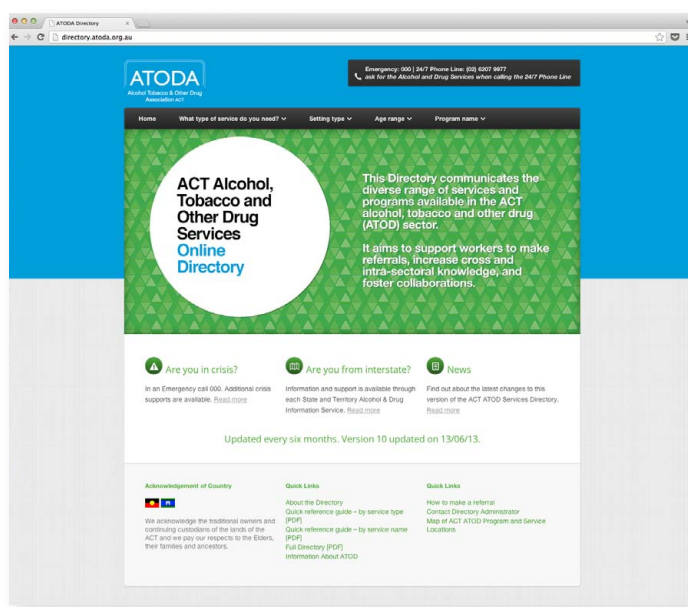 ATODA Directory
directory.atoda.org.au
ATODA
Alcohol Tobacco & Other Drug
Association ACT
Emergency: 000 | 24/7 Phone Line: (02) 6207 9977
ask for the Alcohol and Drug Services when calling the 24/7 Phone Line
Home What type of service do you need? Setting type Age range Program name
ACT Alcohol,
Tobacco and
Other Drug
Services
Online
Directory
This Directory communicates the
diverse range of services and
programs available in the ACT
alcohol, tobacco and other drug
(ATOD) sector.
It aims to support workers to make
referrals, increase cross and
intra-sectoral knowledge, and
foster collaborations.
Are you in crisis?
In an Emergency call 000. Additional crisis
supports are available. Read more
Are you from interstate?
Information and support is available through
each State and Territory Alcohol & Drug
Information Service. Read more
News
Find out about the latest changes to this
version of the ACT ATOD Services Directory.
Read more
Updated every six months. Version 10 updated on 13/06/13.
Acknowledgement of Country
We acknowledge the traditional owners and
continuing custodians of the lands of the
ACT and we pay our respects to the Elders,
their families and ancestors.
Quick Links
About the Directory
Quick reference guide – by service type
[PDF]
Quick reference guide – by service name
[PDF]
Full Directory [PDF]
Information About ATOD
Quick Links
How to make a referral
Contact Directory Administrator
Map of ACT ATOD Program and Service
Locations